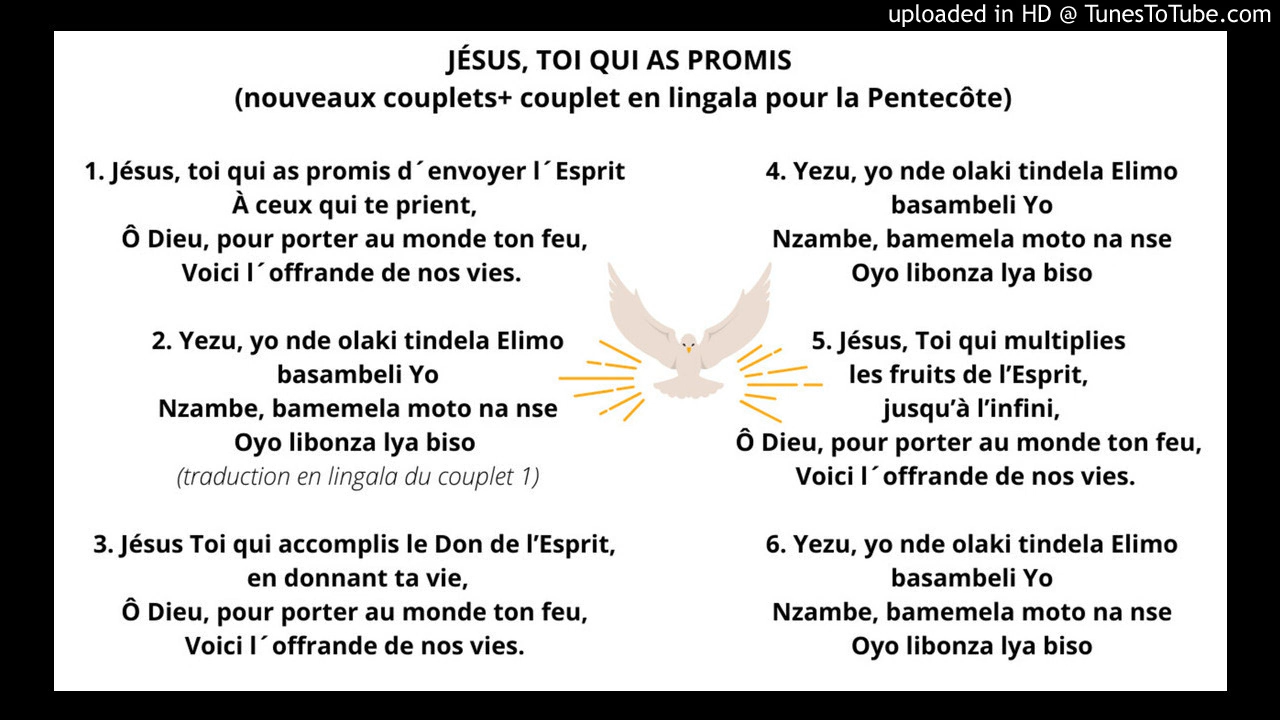 uploaded in HD @ TunesToTube.com
JÉSUS, TOI QUI AS PROMIS
(nouveaux couplets+ couplet en lingala pour la Pentecôte)
1. Jésus, toi qui as promis d´envoyer l´Esprit
À ceux qui te prient,
Ô Dieu, pour porter au monde ton feu,
Voici l´offrande de nos vies.
2. Yezu, yo nde olaki tindela Elimo
basambeli Yo
Nzambe, bamemela moto na nse
Oyo libonza lya biso
(traduction en lingala du couplet 1)
3. Jésus Toi qui accomplis le Don de l’Esprit,
en donnant ta vie,
Ô Dieu, pour porter au monde ton feu,
Voici l´offrande de nos vies.
4. Yezu, yo nde olaki tindela Elimo
basambeli Yo
Nzambe, bamemela moto na nse
Oyo libonza lya biso
5. Jésus, Toi qui multiplies
les fruits de l’Esprit,
jusqu’à l’infini,
Ô Dieu, pour porter au monde ton feu,
Voici l´offrande de nos vies.
6. Yezu, yo nde olaki tindela Elimo
basambeli Yo
Nzambe, bamemela moto na nse
Oyo libonza lya biso